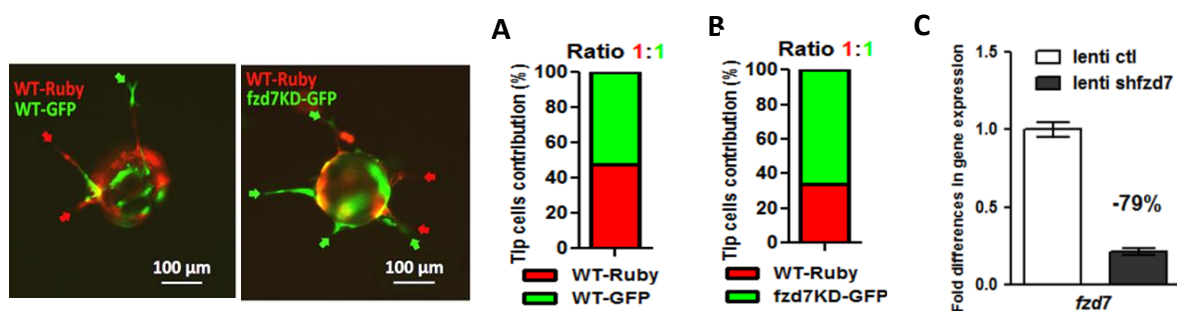 WT-Ruby
WT-GFP
100 µm
WT-Ruby
fzd7KD-GFP
100 µm
A
Ratio 1:1
Tip cells contribution (%)
100
80
60
40
20
0
WT-Ruby
WT-GFP
B
Ratio 1:1
Tip cells contribution (%)
100
80
60
40
20
0
WT-Ruby
fzd7KD-GFP
C
Fold differences in gene expression
1.5
1.0
0.5
0.0
lenti ctl
lenti shfzd7
-79%
fzd7